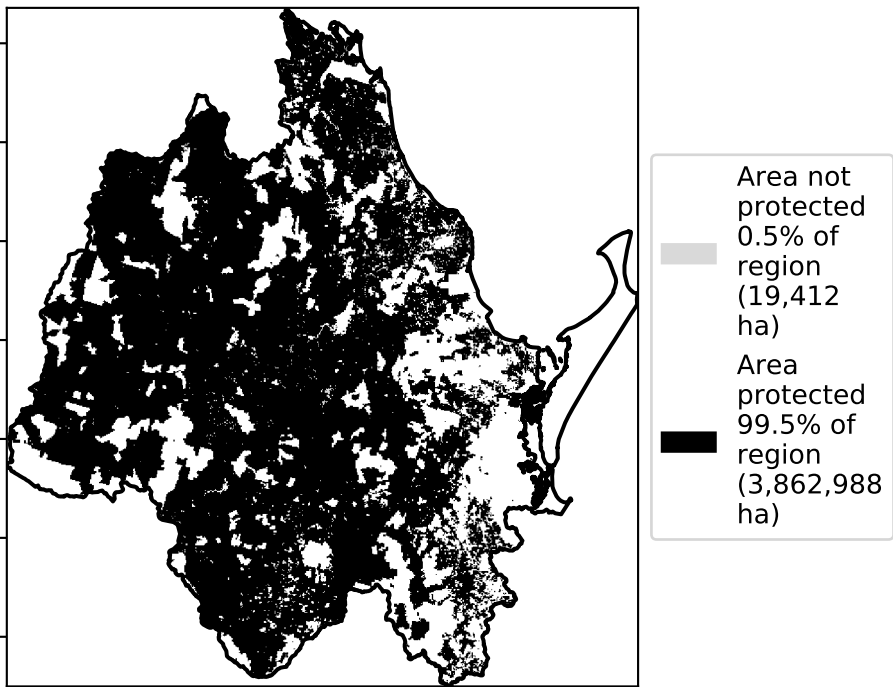 Area not
protected
0.5% of
region
(19,412
ha)
Area
protected
99.5% of
region
(3,862,988
ha)